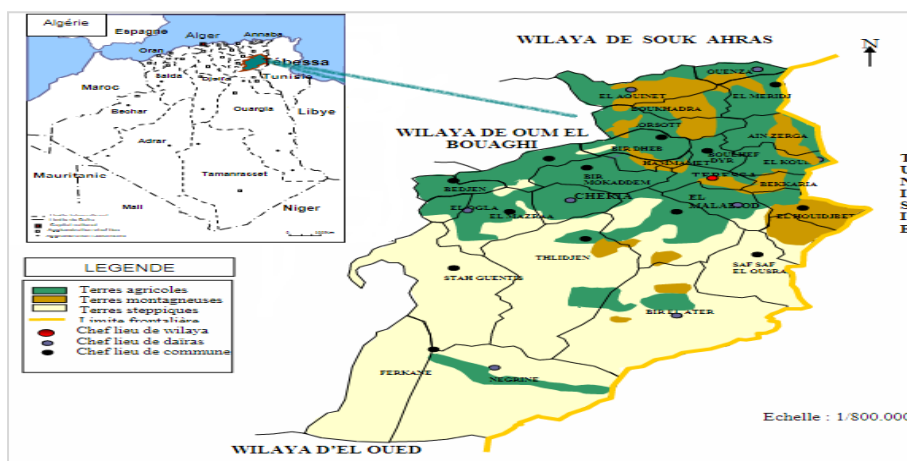 Algérie
Espagne
Alger
Annaba
Oran
Tébessa
Saida
Djelfa
Tunisie
Maroc
Ouargla
Libye
Bechar
Adrar
Mauritanie
Tamanrasset
Mali
Niger
WILAYA DE SOUK AHRAS
N
OUENZA
EL AOUINET
EL MERIDJ
BOUKHADRA
ORSOTT
WILAYA DE OUM EL
BOUAGHI
AIN ZERGA
BIR DHEB
BOULHEF
DYR
HAMMAMET
EL KOUIF
TEBESSA
BIR
MOKADDEM
BEKKARIA
BEDJEN
CHERIA
EL
MALABIOD
EL OGLA
EL MAZRAA
EL HOUIDJBET
TUNISIE
THLIDJEN
SAF SAF
EL OUSRA
STAH GUENTIS
BIR EL ATER
FERKANE
NEGRINE
LEGENDE
Terres agricoles
Terres montagneuses
Terres steppiques
Limite frontalière
Chef lieu de wilaya
Chef lieu de daïras
Chef lieu de commune
Echelle : 1/800.000
WILAYA D'EL OUED